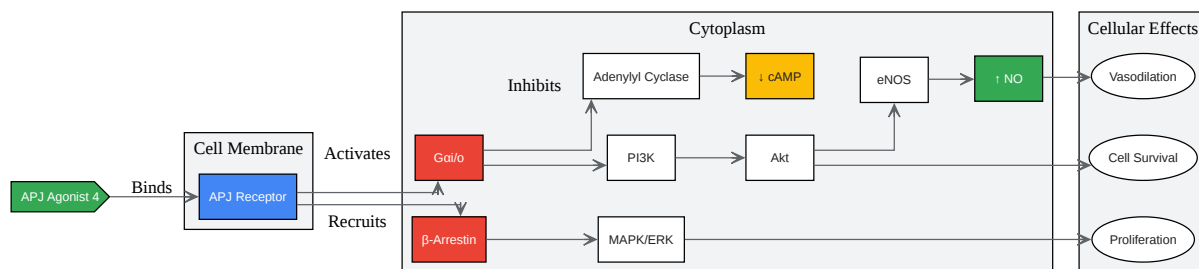 Cytoplasm
Cellular Effects
Inhibits
Adenylyl Cyclase
↓ cAMP
eNOS
↑ NO
Vasodilation
Cell Membrane
Activates
Gαi/o
PI3K
Akt
Cell Survival
APJ Agonist 4
Binds
APJ Receptor
Recruits
β-Arrestin
MAPK/ERK
Proliferation